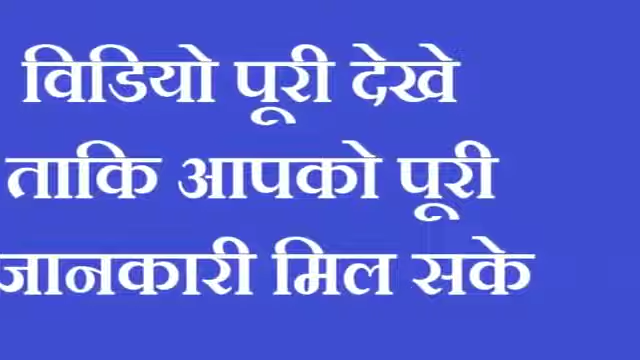 विडियो पूरी देखे
ताकि आपको पूरी
जानकारी मिल सके